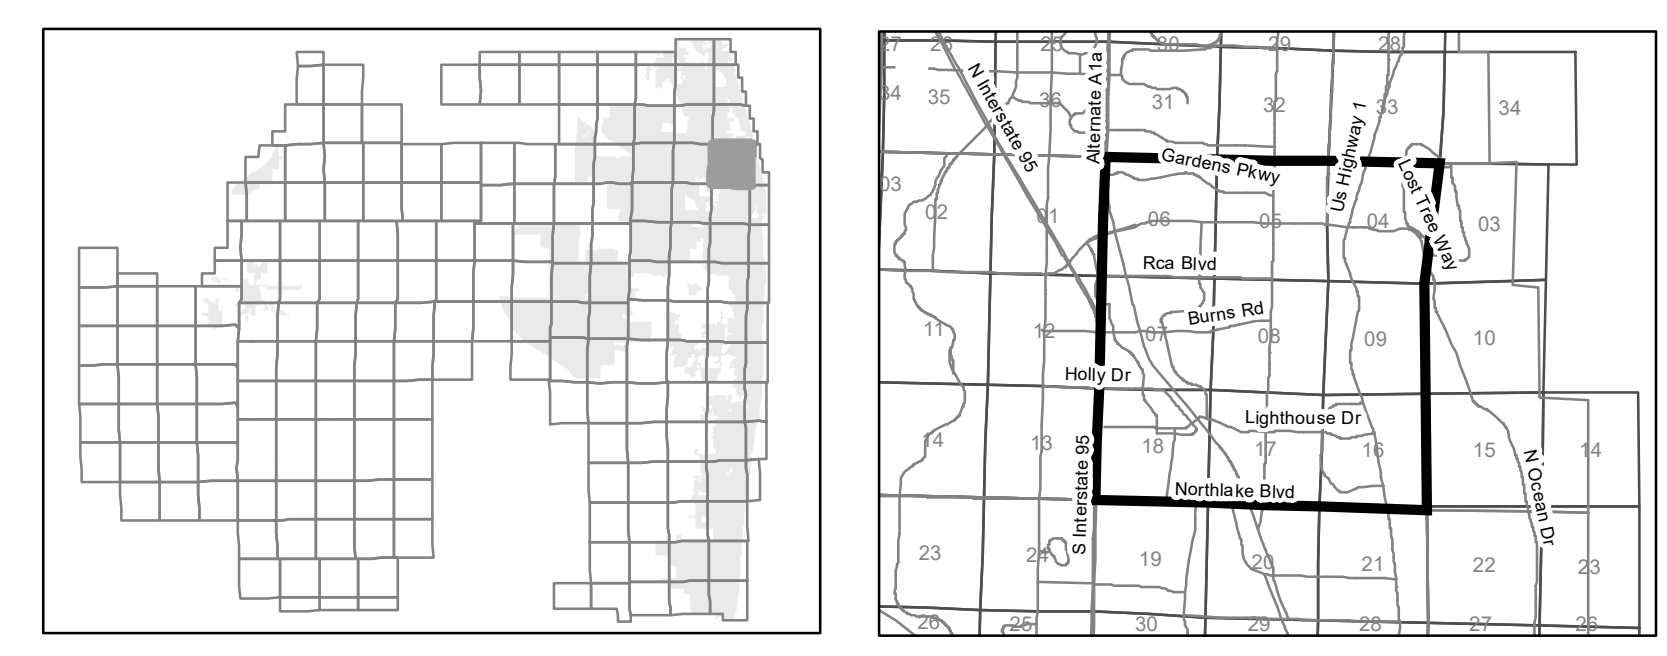 27 26 25 30 29 28
34 35 36 31 32 33 34
N Interstate 95
Alternate A1a
Us Highway 1
Gardens Pkwy
Lost Tree Way
03 02 01 06 05 04 03
Rca Blvd
Burns Rd
11 12 07 08 09 10
Holly Dr
Lighthouse Dr
14 13 18 17 16 15 14
S Interstate 95
Northlake Blvd
N Ocean Dr
23 24 19 20 21 22 23
26 25 30 29 28 27 26